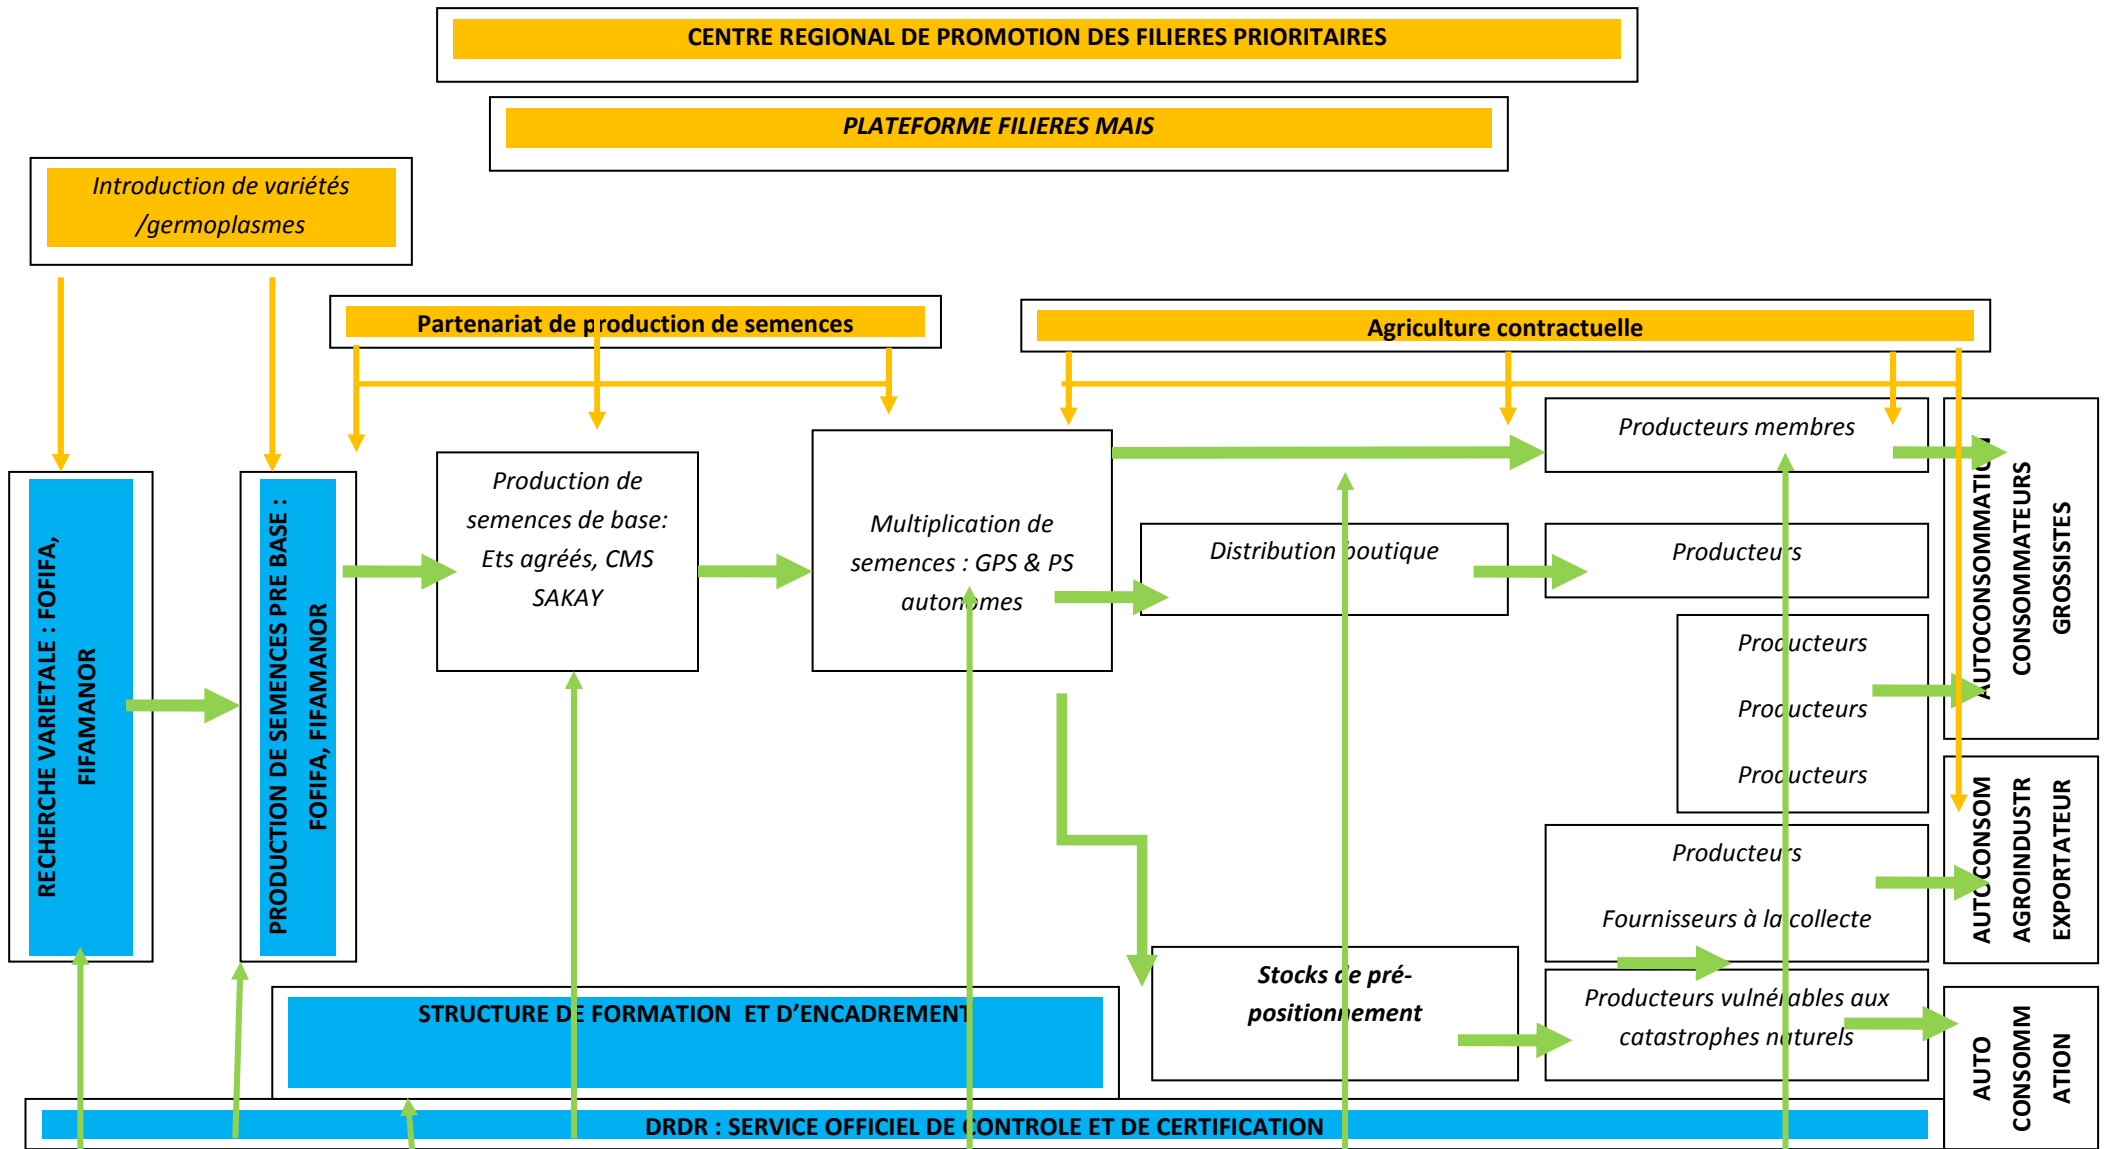 CENTRE REGIONAL DE PROMOTION DES FILIERES PRIORITAIRES
PLATEFORME FILIERES MAIS
Introduction de variétés
/germoplasmes
Partenariat de production de semences
Agriculture contractuelle
RECHERCHE VARIETALE : FOFIFA,
FIFAMANOR
PRODUCTION DE SEMENCES PRE BASE :
FOFIFA, FIFAMANOR
Production de
semences de base:
Ets agréés, CMS
SAKAY
Multiplication de
semences : GPS & PS
autonomes
Distribution boutique
Producteurs membres
Producteurs
Producteurs
Producteurs
Producteurs
Producteurs
Fournisseurs à la collecte
Stocks de pré-
positionnement
Producteurs vulnérables aux
catastrophes naturels
AUTOCONSOMMATION
CONSOMMATEURS
GROSSISTES
AUTOCONSOM
AGROINDUSTR
EXPORTATEUR
AUTO
CONSOMM
ATION
STRUCTURE DE FORMATION  ET D’ENCADREMENT
DRDR : SERVICE OFFICIEL DE CONTROLE ET DE CERTIFICATION